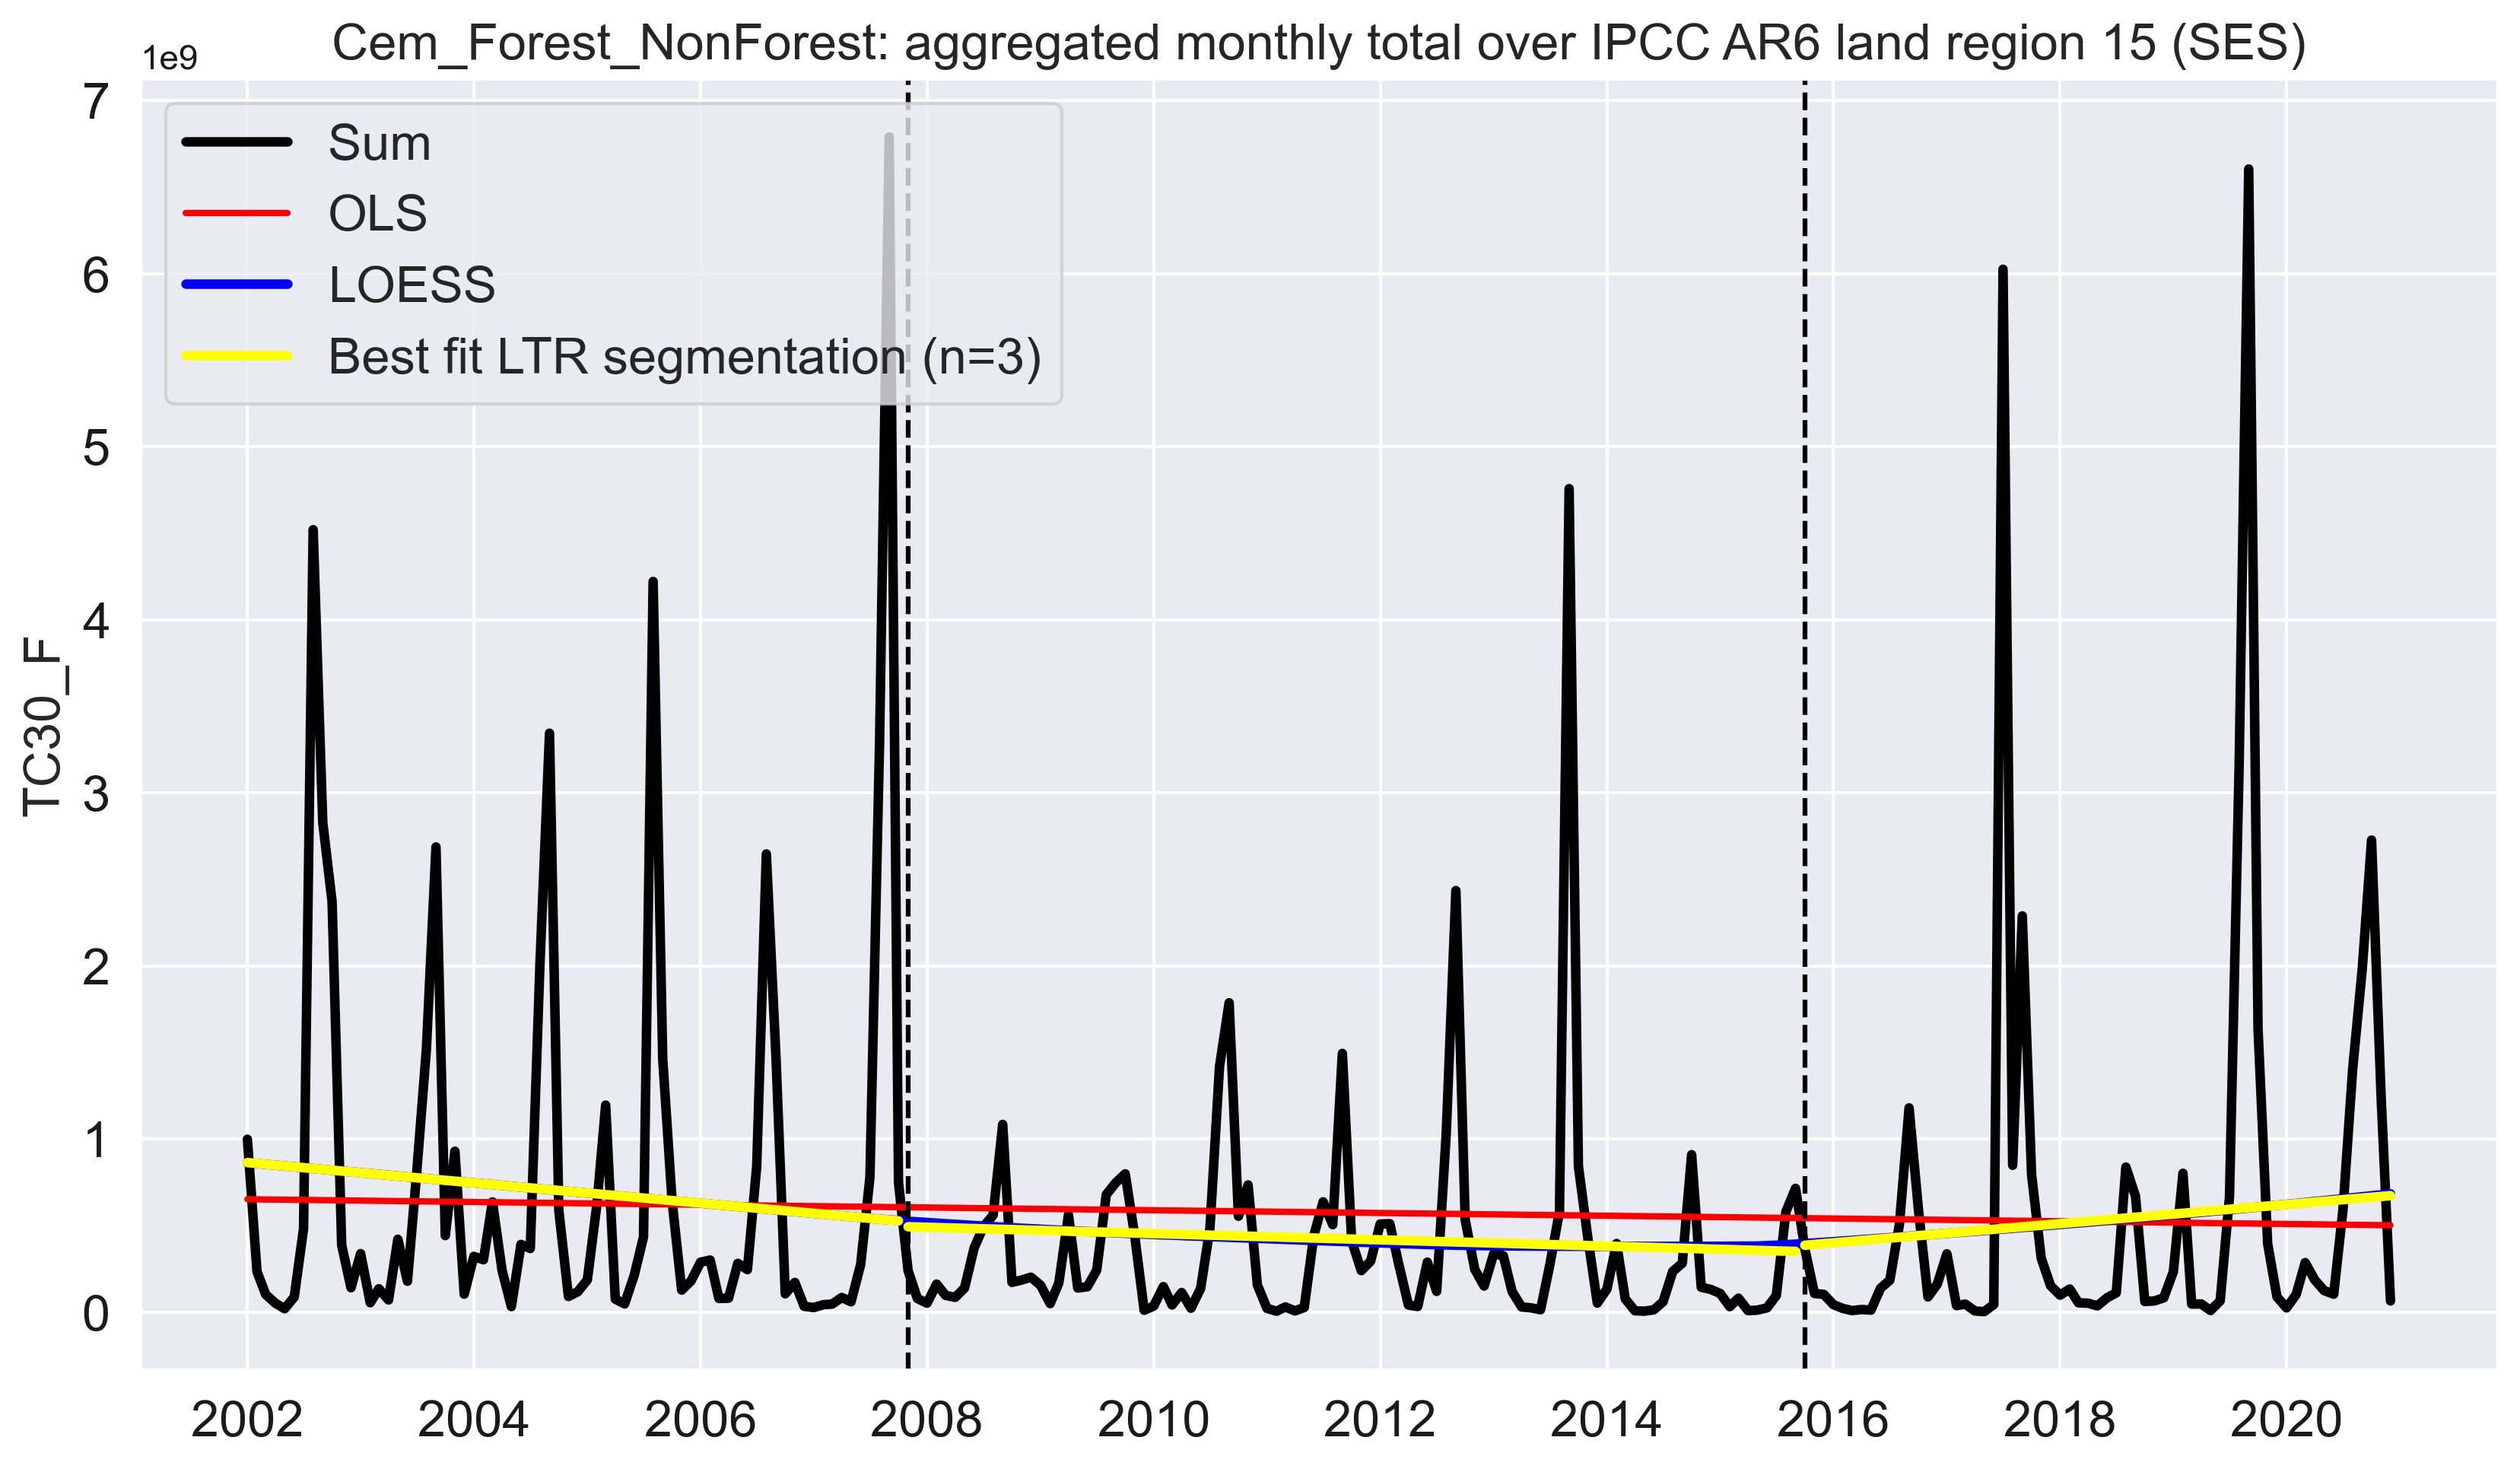 Cem_Forest_NonForest: aggregated monthly total over IPCC AR6 land region 15 (SES)
1e9
7
6
5
4
3
2
1
0
TC30_F
Sum
OLS
LOESS
Best fit LTR segmentation (n=3)
2002 2004 2006 2008 2010 2012 2014 2016 2018 2020